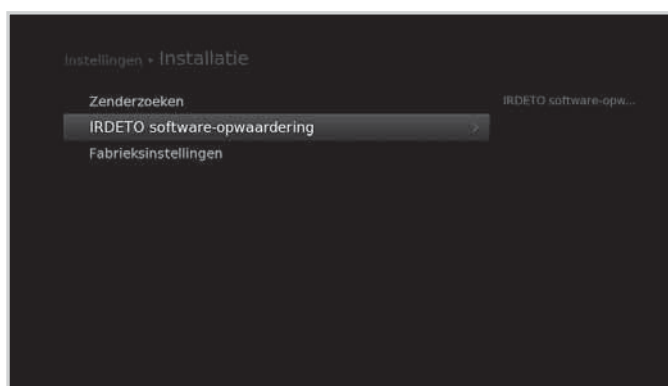 Instellingen • Installatie
Zenderzoeken
IRDETO software-opw...
IRDETO software-opwaardering
Fabrieksinstellingen